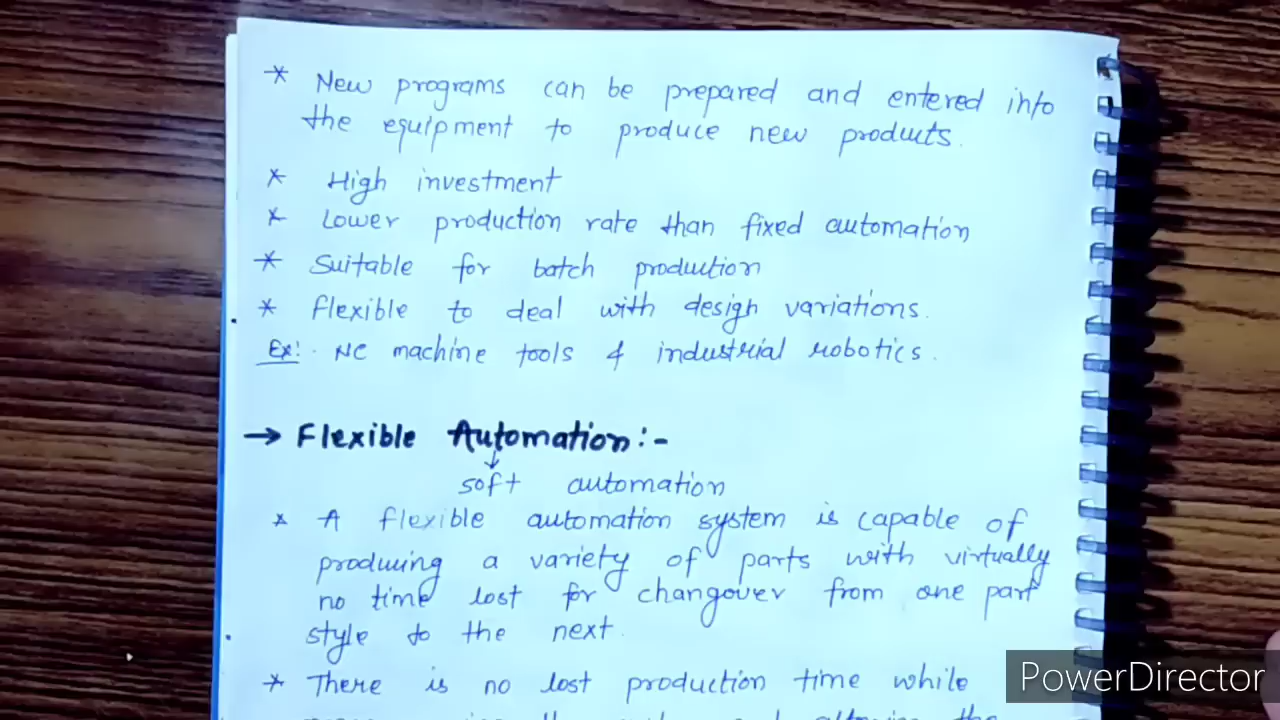 * New programs can be prepared and entered into
the equipment to produce new products.
* High investment
* Lower production rate than fixed automation
* Suitable for batch production
* Flexible to deal with design variations.
Ex:. NC machine tools & industrial robotics.
→ Flexible Automation:-
↓
soft automation
* A flexible automation system is capable of
producing a variety of parts with virtually
no time lost for changover from one part
style to the next.
* There is no lost production time while
the
PowerDirector